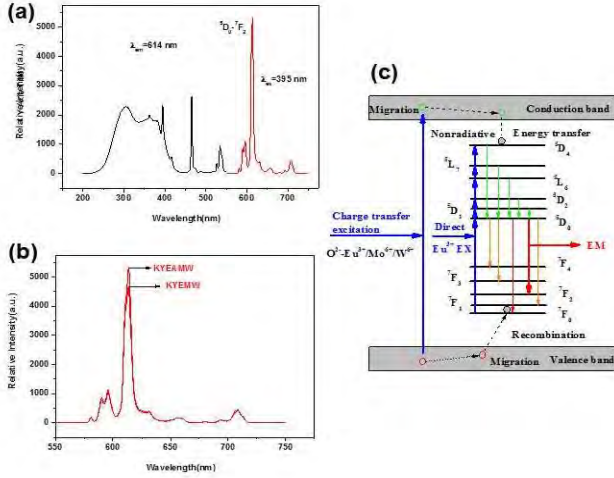 (a)
λem=614 nm
⁵D₀-⁷F₂
λex=395 nm
5000
4000
3000
2000
1000
0
200
300
400
500
600
700
800
Wavelength(nm)
(b)
KYEAMW
KYEMW
Relative Intensity(a.u.)
5000
4000
3000
2000
1000
0
550
600
650
700
750
Wavelength(nm)
(c)
Migration
Conduction band
Nonradiative
Energy transfer
⁵D₄
⁵L₇
⁵L₆
⁵D₂
⁵D₃
⁵D₀
Charge transfer
excitation
Direct
O²⁻-Eu³⁺/Mo⁶⁺/W⁶⁺
Eu³⁺ EX
EM
⁷F₄
⁷F₃
⁷F₂
⁷F₁
⁷F₀
Recombination
Migration
Valence band